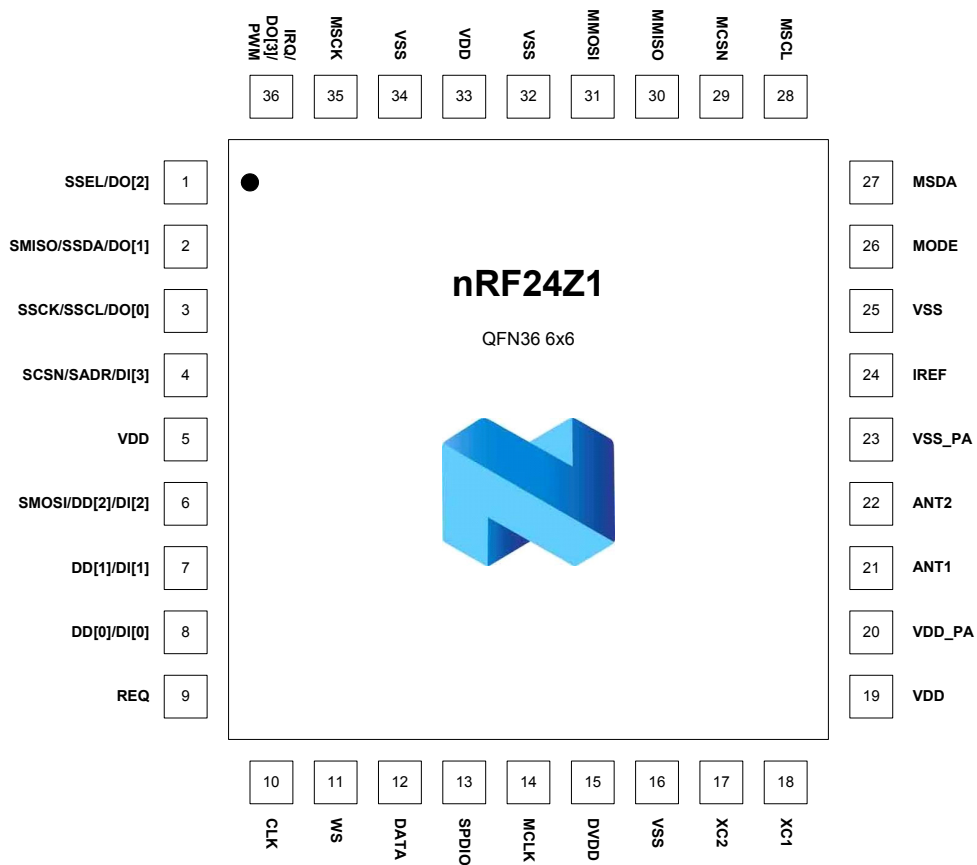 IRQ/
DO[3]/
PWM
MSCK
VSS
VDD
VSS
MMOSI
MMISO
MCSN
MSCL
36
35
34
33
32
31
30
29
28
SSEL/DO[2]
1
27
MSDA
SMISO/SSDA/DO[1]
2
26
MODE
nRF24Z1
SSCK/SSCL/DO[0]
3
25
VSS
QFN36 6x6
SCSN/SADR/DI[3]
4
24
IREF
VDD
5
23
VSS_PA
SMOSI/DD[2]/DI[2]
6
22
ANT2
DD[1]/DI[1]
7
21
ANT1
DD[0]/DI[0]
8
20
VDD_PA
REQ
9
19
VDD
10
11
12
13
14
15
16
17
18
CLK
WS
DATA
SPDIO
MCLK
DVDD
VSS
XC2
XC1